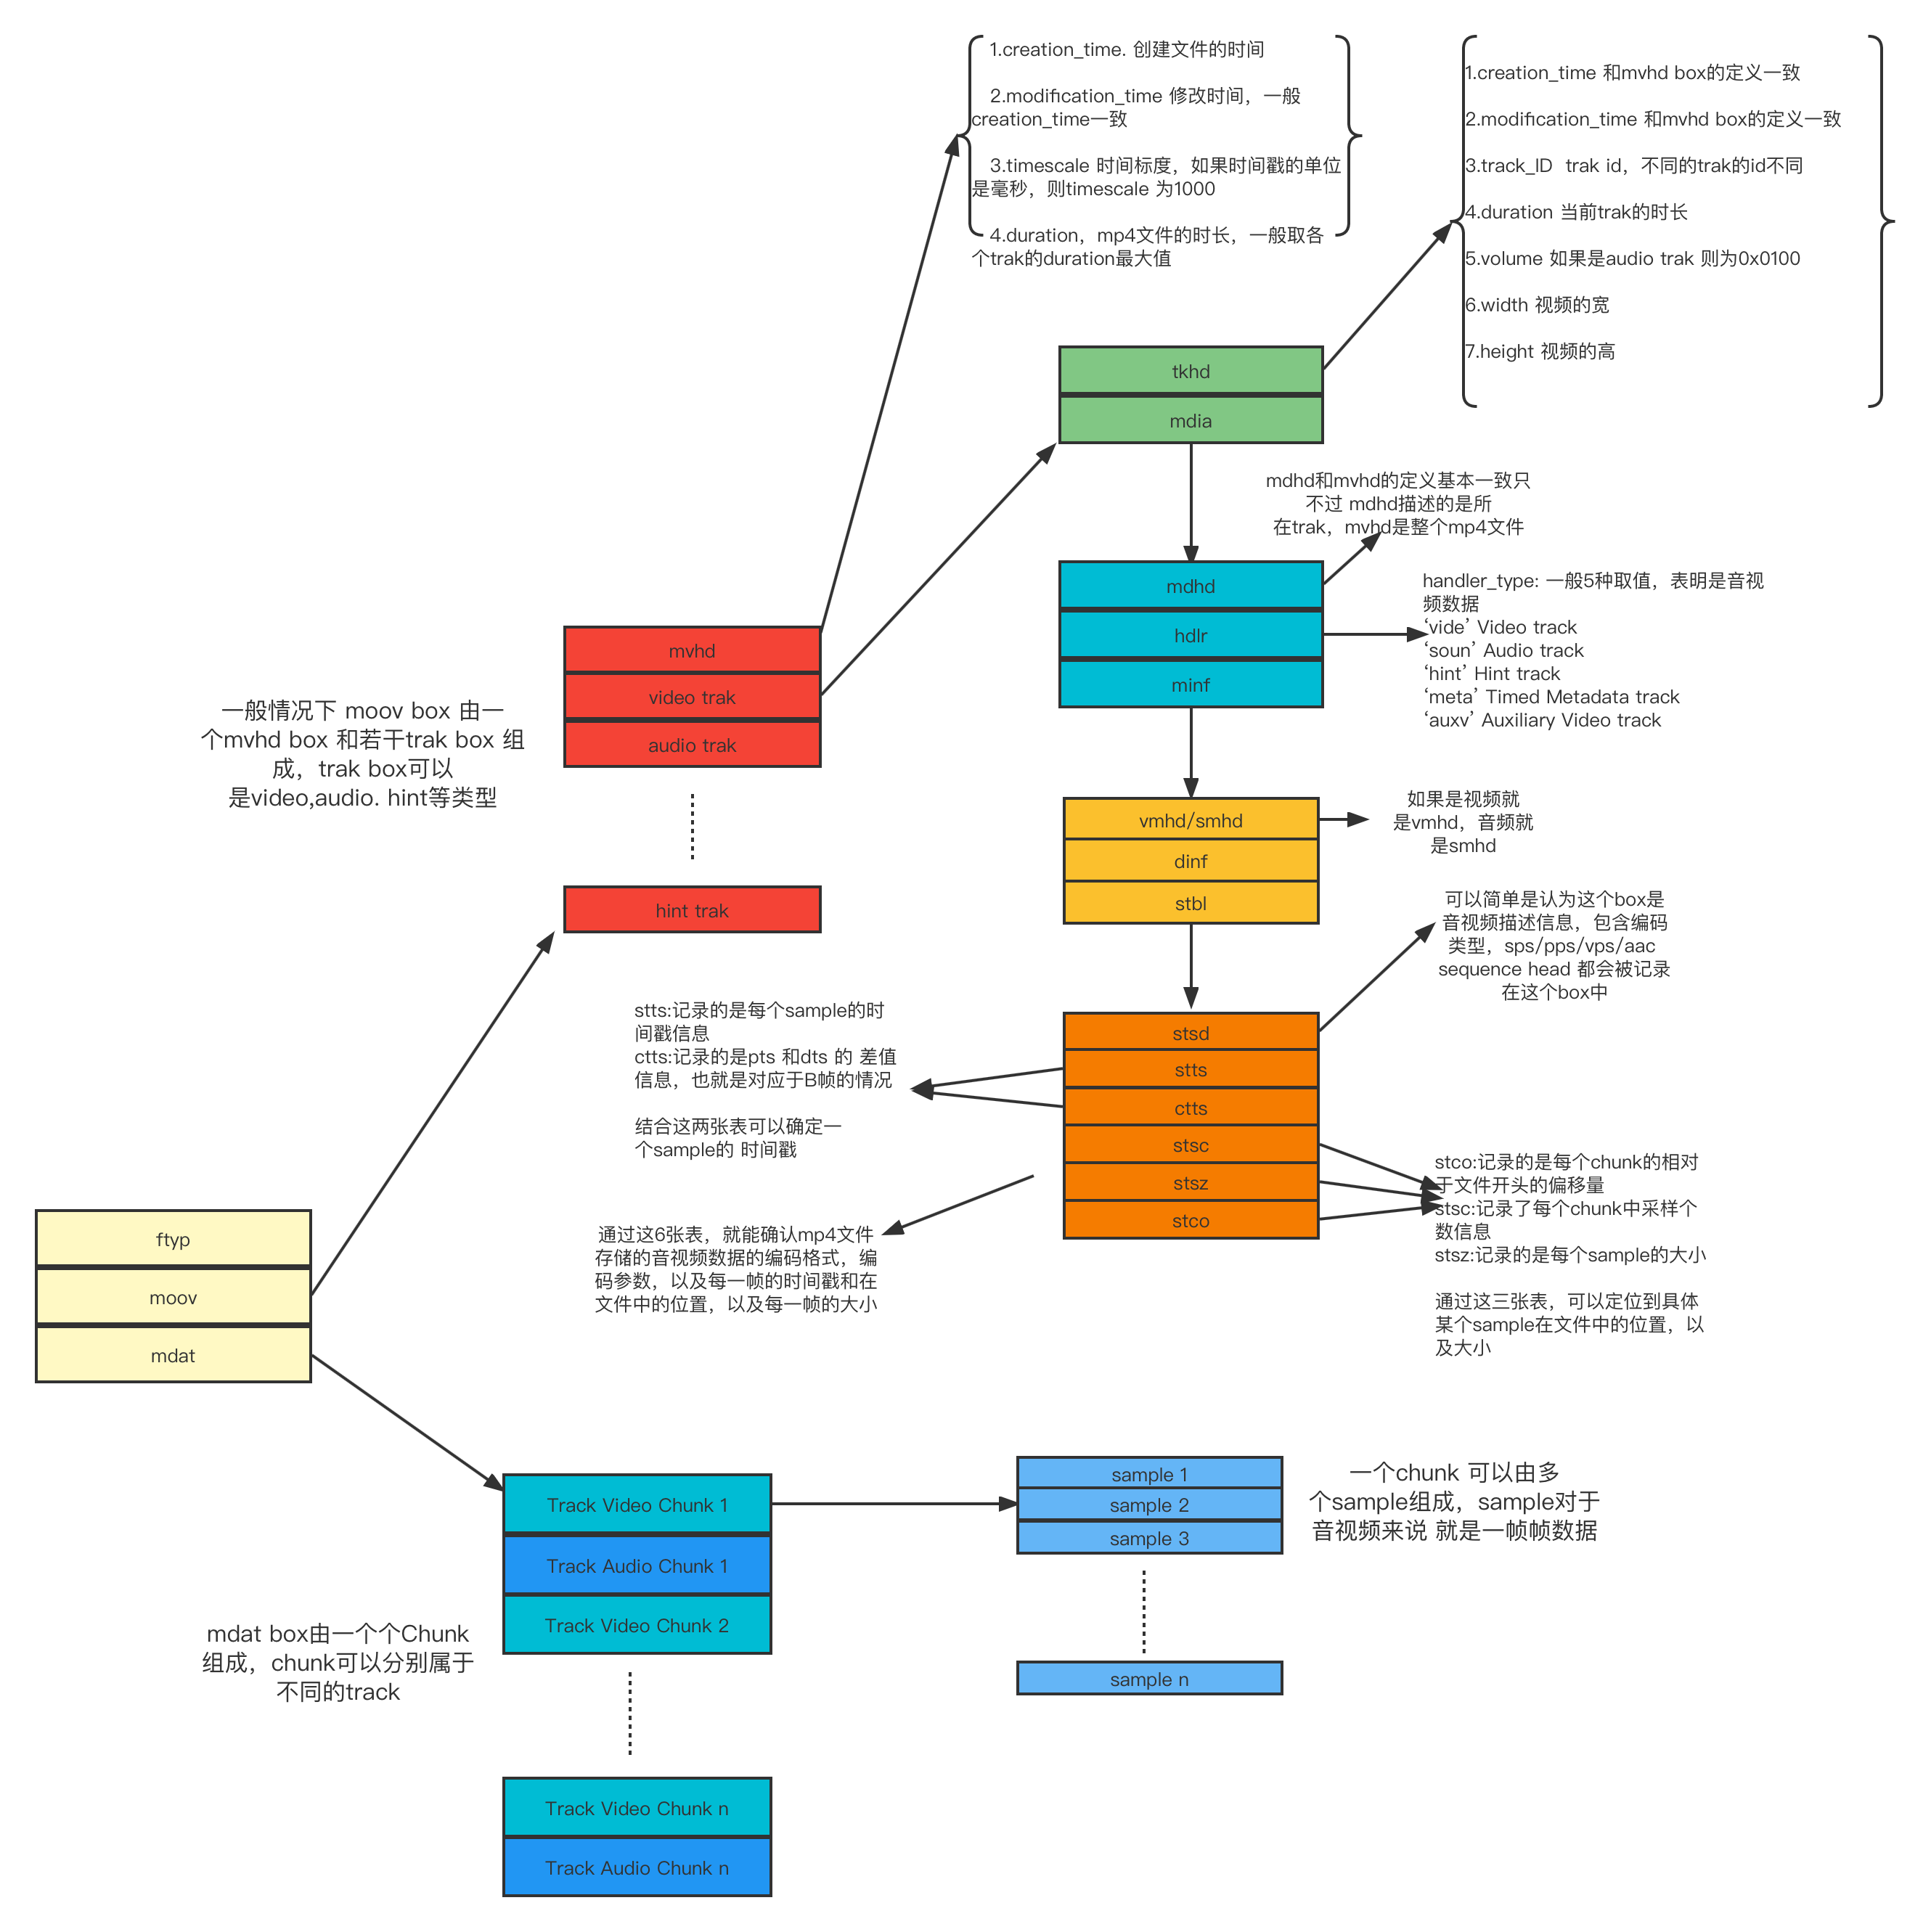 1.creation_time. 创建文件的时间
2.modification_time 修改时间，一般
creation_time一致
3.timescale 时间标度，如果时间戳的单位
是毫秒，则timescale 为1000
4.duration，mp4文件的时长，一般取各
个trak的duration最大值
1.creation_time 和mvhd box的定义一致
2.modification_time 和mvhd box的定义一致
3.track_ID  trak id，不同的trak的id不同
4.duration 当前trak的时长
5.volume 如果是audio trak 则为0x0100
6.width 视频的宽
7.height 视频的高
tkhd
mdia
mdhd和mvhd的定义基本一致只
不过 mdhd描述的是所
在trak，mvhd是整个mp4文件
mdhd
hdlr
minf
handler_type: 一般5种取值，表明是音视
频数据
‘vide’ Video track
‘soun’ Audio track
‘hint’ Hint track
‘meta’ Timed Metadata track
‘auxv’ Auxiliary Video track
mvhd
video trak
audio trak
hint trak
一般情况下 moov box 由一
个mvhd box 和若干trak box 组
成，trak box可以
是video,audio. hint等类型
vmhd/smhd
dinf
stbl
如果是视频就
是vmhd，音频就
是smhd
可以简单是认为这个box是
音视频描述信息，包含编码
类型，sps/pps/vps/aac
sequence head 都会被记录
在这个box中
stts:记录的是每个sample的时
间戳信息
ctts:记录的是pts 和dts 的 差值
信息，也就是对应于B帧的情况
结合这两张表可以确定一
个sample的 时间戳
stsd
stts
ctts
stsc
stsz
stco
stco:记录的是每个chunk的相对
于文件开头的偏移量
stsc:记录了每个chunk中采样个
数信息
stsz:记录的是每个sample的大小
通过这三张表，可以定位到具体
某个sample在文件中的位置，以
及大小
通过这6张表，就能确认mp4文件
存储的音视频数据的编码格式，编
码参数，以及每一帧的时间戳和在
文件中的位置，以及每一帧的大小
ftyp
moov
mdat
Track Video Chunk 1
Track Audio Chunk 1
Track Video Chunk 2
Track Video Chunk n
Track Audio Chunk n
mdat box由一个个Chunk
组成，chunk可以分别属于
不同的track
sample 1
sample 2
sample 3
sample n
一个chunk 可以由多
个sample组成，sample对于
音视频来说 就是一帧帧数据